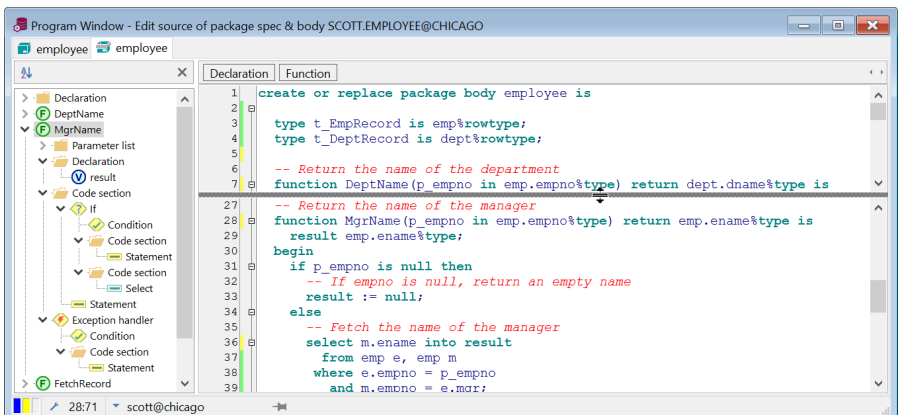 Program Window - Edit source of package spec & body SCOTT.EMPLOYEE@CHICAGO
employee employee
Declaration Function
Declaration
DeptName
MgrName
Parameter list
Declaration
result
Code section
If
Condition
Code section
Statement
Code section
Select
Statement
Exception handler
Condition
Code section
Statement
FetchRecord
1 create or replace package body employee is
2
3 type t_EmpRecord is emp%rowtype;
4 type t_DeptRecord is dept%rowtype;
5
6 -- Return the name of the department
7 function DeptName(p_empno in emp.empno%type) return dept.dname%type is
27 -- Return the name of the manager
28 function MgrName(p_empno in emp.empno%type) return emp.ename%type is
29 result emp.ename%type;
30 begin
31 if p_empno is null then
32 -- If empno is null, return an empty name
33 result := null;
34 else
35 -- Fetch the name of the manager
36 select m.ename into result
37 from emp e, emp m
38 where e.empno = p_empno
39 and m.empno = e.mgr;
28:71 scott@chicago